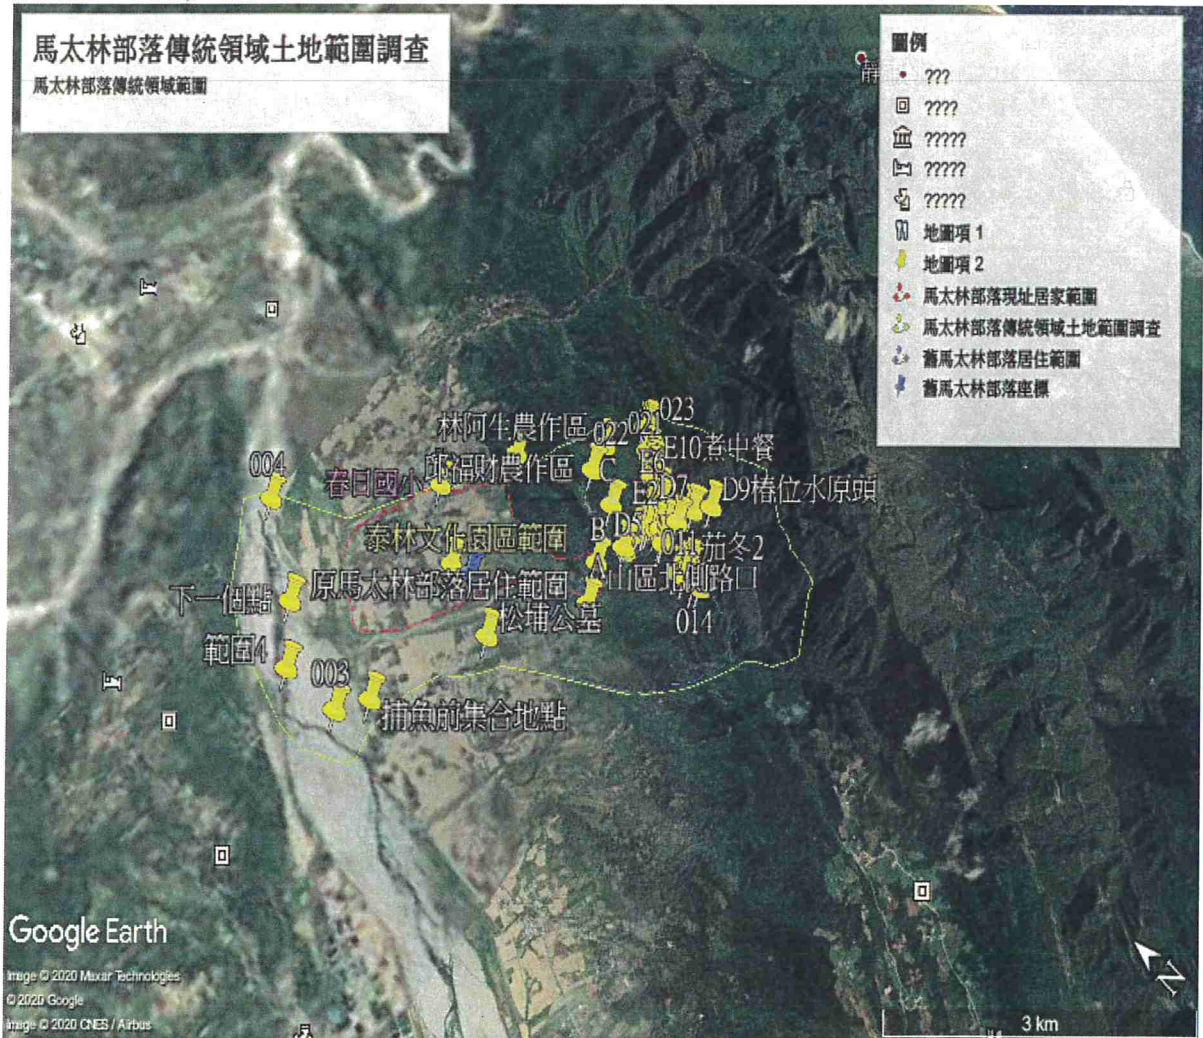 馬太林部落傳統領域土地範圍調查
馬太林部落傳統領域範圍
圖例
???
????
?????
?????
?????
地圖項 1
地圖項 2
馬太林部落現址居家範圍
馬太林部落傳統領域土地範圍調查
舊馬太林部落居住範圍
舊馬太林部落座標
023
021
022
林阿生農作區
E10煮中餐
邱福財農作區
E6
C
004
春日國小
E2
D7
D9樁位水原頭
B
D5
泰林文化園區範圍
011
茄冬2
A
山區北側路口
下一個點
原馬太林部落居住範圍
014
松埔公墓
範圍4
003
捕魚前集合地點
Google Earth
Image © 2020 Maxar Technologies
© 2020 Google
Image © 2020 CNES / Airbus
N
3 km